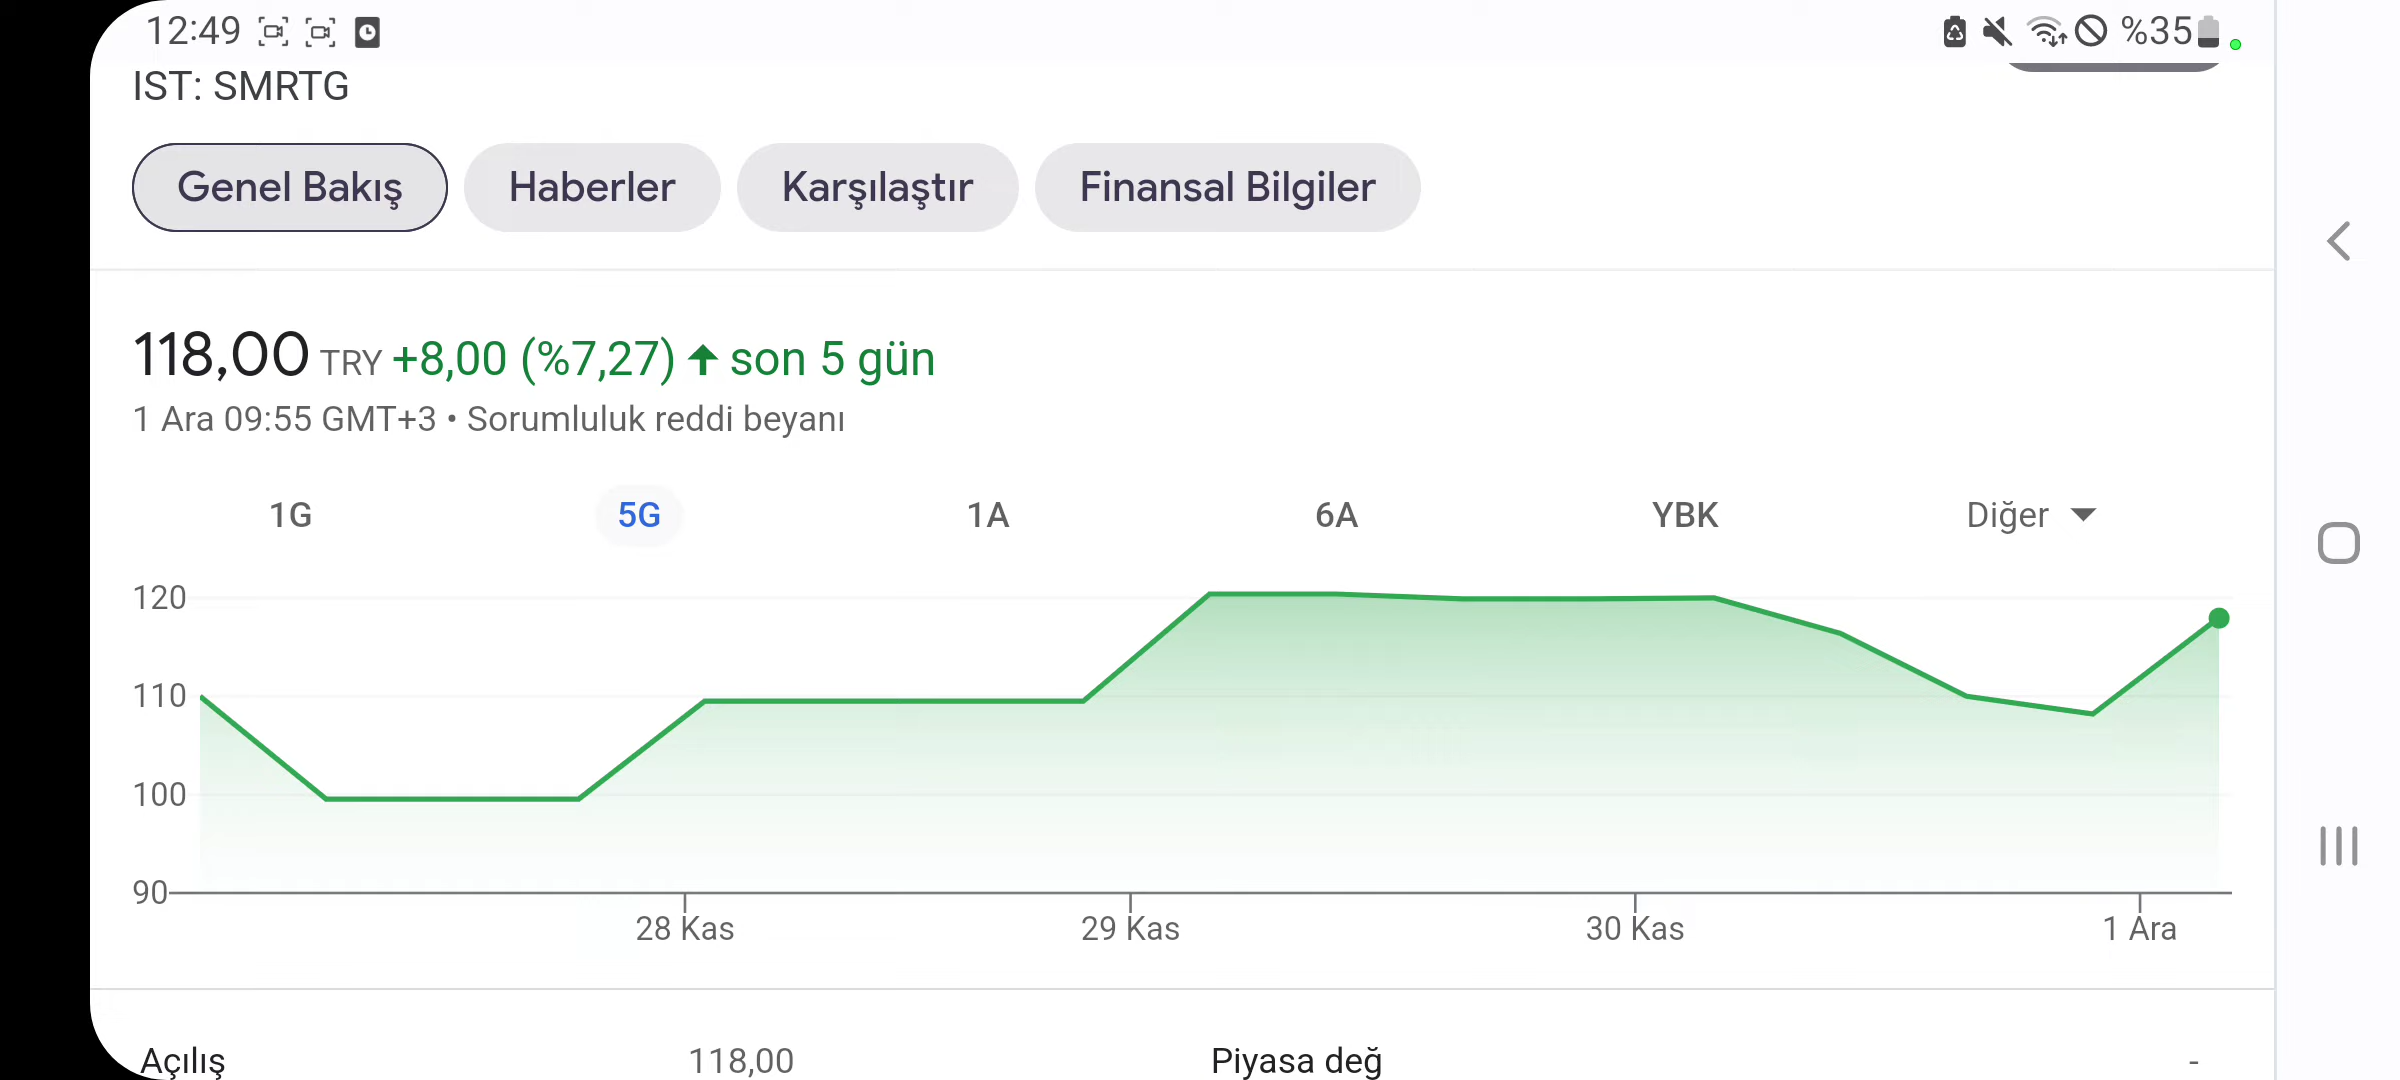 12:49 %35
IST: SMRTG
Genel Bakış Haberler Karşılaştır Finansal Bilgiler
118,00 TRY +8,00 (%7,27) son 5 gün
1 Ara 09:55 GMT+3 • Sorumluluk reddi beyanı
1G 5G 1A 6A YBK Diğer
120
110
100
90
28 Kas 29 Kas 30 Kas 1 Ara
Açılış 118,00 Piyasa değ -